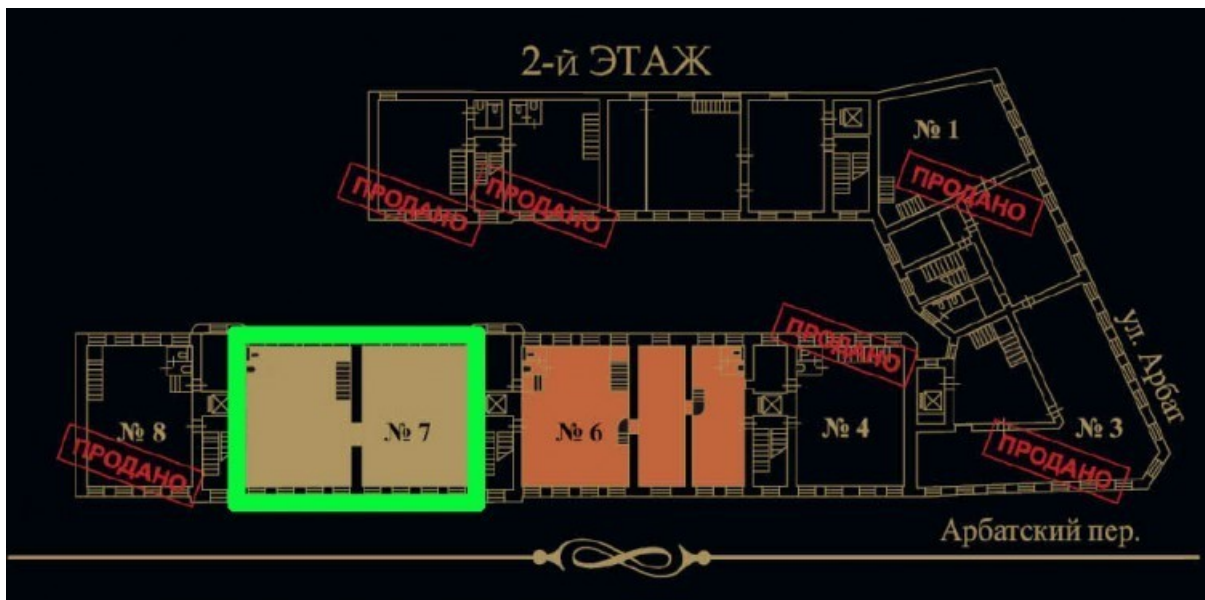 2-й ЭТАЖ
№ 1
ПРОДАНО
ПРОДАНО
ПРОДАНО
ул. Арбат
ПРОДАНО
№ 8
№ 7
№ 6
№ 4
№ 3
ПРОДАНО
ПРОДАНО
Арбатский пер.